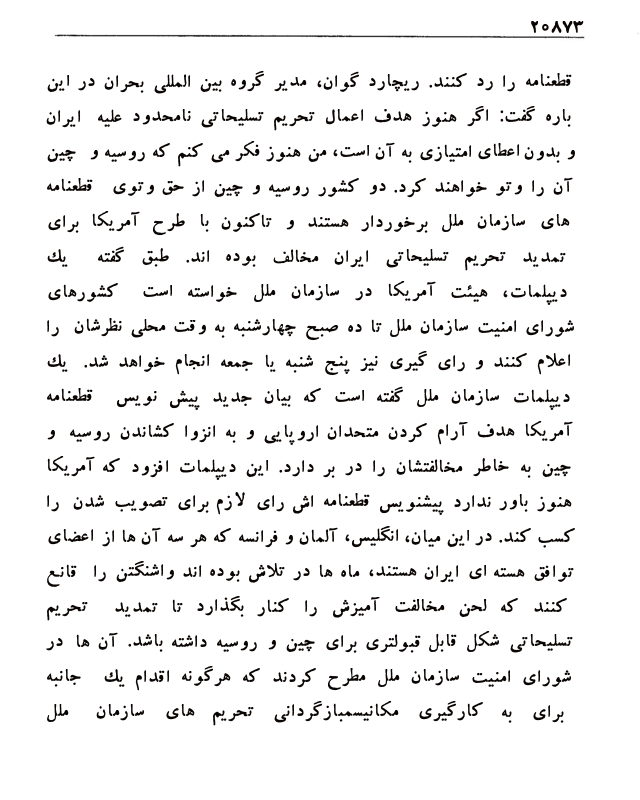 ۲۰۸۷۳
قطعنامه را رد کنند. ریچارد گوان، مدیر گروه بین المللی بحران در این
باره گفت: اگر هنوز هدف اعمال تحریم تسلیحاتی نامحدود علیه ایران
و بدون اعطای امتیازی به آن است، من هنوز فکر می کنم که روسیه و چین
آن را وتو خواهند کرد. دو کشور روسیه و چین از حق وتوی قطعنامه
های سازمان ملل برخوردار هستند و تاکنون با طرح آمریکا برای
تمدید تحریم تسلیحاتی ایران مخالف بوده اند. طبق گفته یك
دیپلمات، هیئت آمریکا در سازمان ملل خواسته است کشورهای
شورای امنیت سازمان ملل تا ده صبح چهارشنبه به وقت محلی نظرشان را
اعلام کنند و رای گیری نیز پنج شنبه یا جمعه انجام خواهد شد. یك
دیپلمات سازمان ملل گفته است که بیان جدید پیش نویس قطعنامه
آمریکا هدف آرام کردن متحدان اروپایی و به انزوا کشاندن روسیه و
چین به خاطر مخالفتشان را در بر دارد. این دیپلمات افزود که آمریکا
هنوز باور ندارد پیشنویس قطعنامه اش رای لازم برای تصویب شدن را
کسب کند. در این میان، انگلیس، آلمان و فرانسه که هر سه آن ها از اعضای
توافق هسته ای ایران هستند، ماه ها در تلاش بوده اند واشنگتن را قانع
کنند که لحن مخالفت آمیزش را کنار بگذارد تا تمدید تحریم
تسلیحاتی شکل قابل قبولتری برای چین و روسیه داشته باشد. آن ها در
شورای امنیت سازمان ملل مطرح کردند که هرگونه اقدام یك جانبه
برای به کارگیری مکانیسمبازگردانی تحریم های سازمان ملل